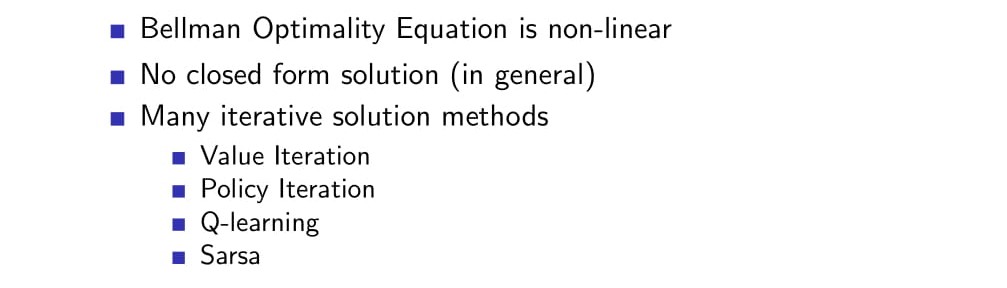 Bellman Optimality Equation is non-linear
No closed form solution (in general)
Many iterative solution methods
Value Iteration
Policy Iteration
Q-learning
Sarsa